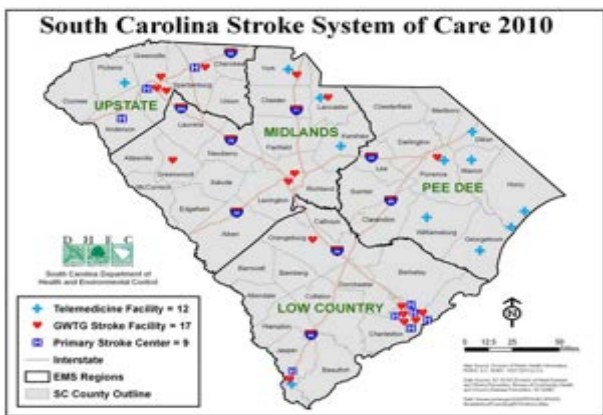 South Carolina Stroke System of Care 2010
Cherokee
Greenville
York
Pickens
Spartanburg
Oconee
UPSTATE
Union
Chester
Lancaster
Anderson
Chesterfield
Marlboro
Laurens
MIDLANDS
Kershaw
Darlington
Dillon
Abbeville
Newberry
Fairfield
Lee
Florence
Marion
Greenwood
PEE DEE
McCormick
Saluda
Richland
Sumter
Horry
Lexington
Edgefield
Clarendon
Calhoun
Williamsburg
Aiken
Orangeburg
Georgetown
D H E C
Barnwell
Bamberg
Dorchester
Berkeley
South Carolina Department of
Health and Environmental Control
Allendale
Colleton
LOW COUNTRY
Hampton
Charleston
Jasper
Beaufort
Telemedicine Facility = 12
GWTG Stroke Facility = 17
H Primary Stroke Center = 9
Interstate
EMS Regions
SC County Outline
N
0 12.5 25 50